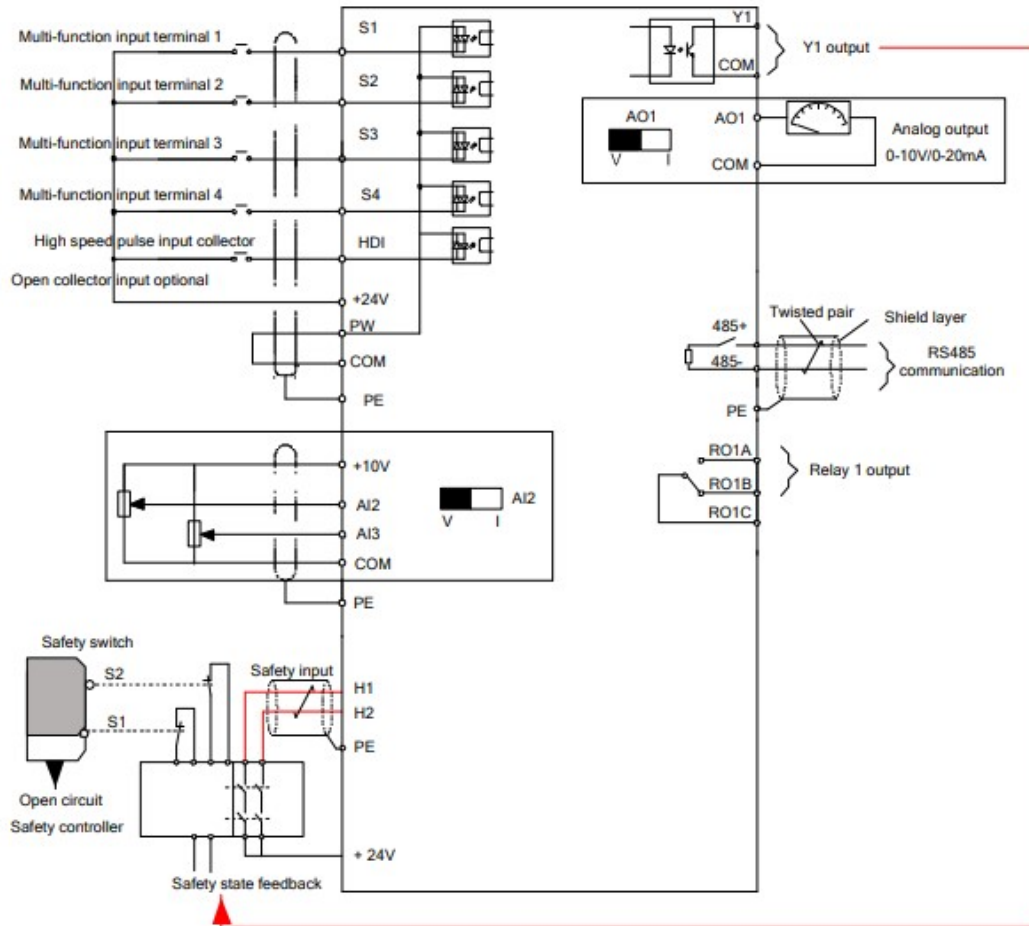 Multi-function input terminal 1
Multi-function input terminal 2
Multi-function input terminal 3
Multi-function input terminal 4
High speed pulse input collector
Open collector input optional
S1
S2
S3
S4
HDI
+24V
PW
COM
PE
Y1
COM
Y1 output
AO1
V I
AO1
COM
Analog output
0-10V/0-20mA
Twisted pair
Shield layer
485+
485-
RS485
communication
PE
RO1A
RO1B
RO1C
Relay 1 output
+10V
AI2
AI3
COM
PE
AI2
V I
Safety switch
S2
S1
Open circuit
Safety controller
Safety input
H1
H2
PE
+ 24V
Safety state feedback